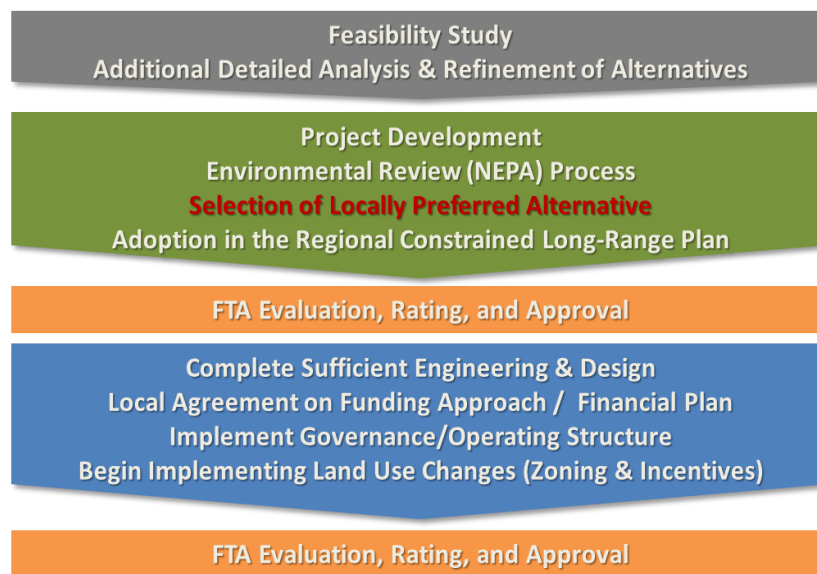 Feasibility Study
Additional Detailed Analysis & Refinement of Alternatives
Project Development
Environmental Review (NEPA) Process
Selection of Locally Preferred Alternative
Adoption in the Regional Constrained Long-Range Plan
FTA Evaluation, Rating, and Approval
Complete Sufficient Engineering & Design
Local Agreement on Funding Approach / Financial Plan
Implement Governance/Operating Structure
Begin Implementing Land Use Changes (Zoning & Incentives)
FTA Evaluation, Rating, and Approval